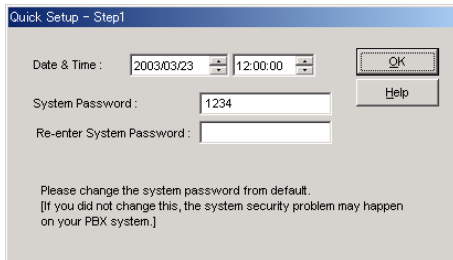 Quick Setup - Step1
Date & Time : 2003/03/23 12:00:00 OK
Help
System Password : 1234
Re-enter System Password :
Please change the system password from default.
[If you did not change this, the system security problem may happen
on your PBX system.]